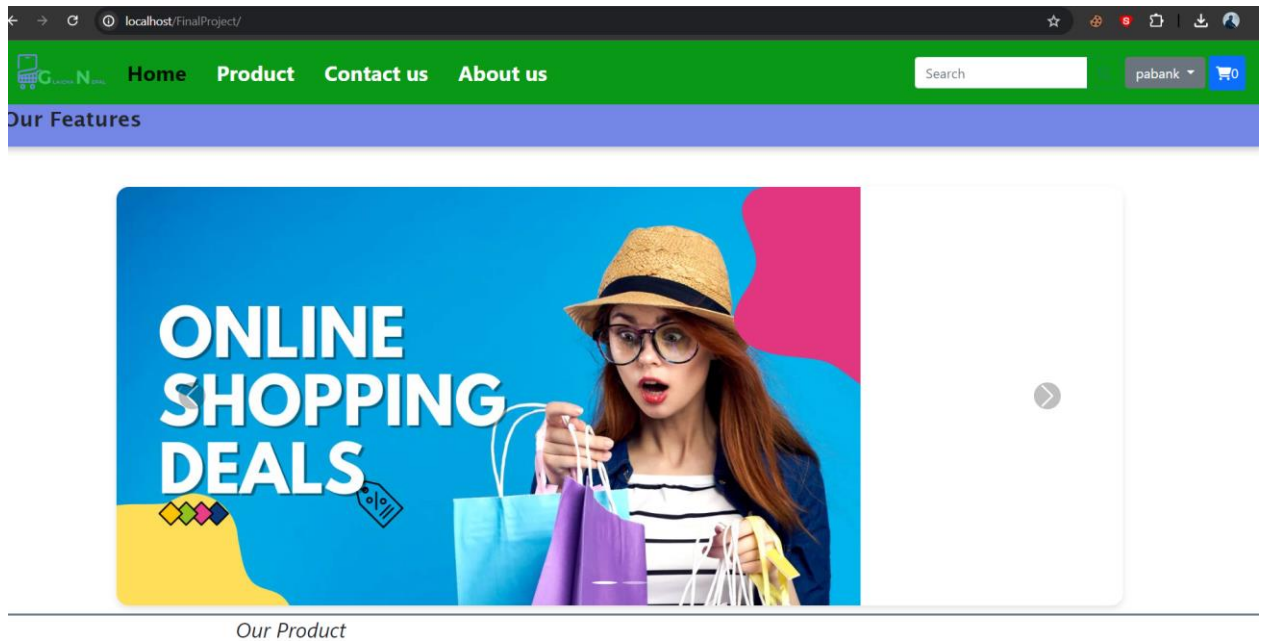 localhost/FinalProject/
Home Product Contact us About us Search pabank 0
Our Features
ONLINE
SHOPPING
DEALS
%
Our Product